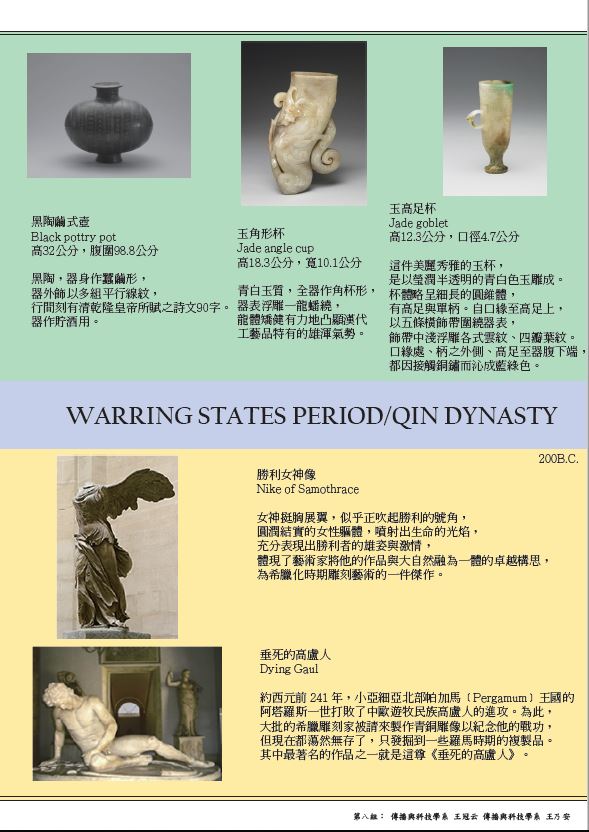 黑陶繭式壺
Black pottry pot
高32公分，腹圍98.8公分
黑陶，器身作蠶繭形，
器外飾以多組平行線紋，
行間刻有清乾隆皇帝所賦之詩文90字。
器作貯酒用。
玉角形杯
Jade angle cup
高18.3公分，寬10.1公分
青白玉質，全器作角杯形，
器表浮雕一龍蟠繞，
龍體矯健有力地凸顯漢代
工藝品特有的雄渾氣勢。
玉高足杯
Jade goblet
高12.3公分，口徑4.7公分
這件美麗秀雅的玉杯，
是以瑩潤半透明的青白色玉雕成。
杯體略呈細長的圓錐體，
有高足與單柄。自口緣至高足上，
以五條橫飾帶圍繞器表，
飾帶中淺浮雕各式雲紋、四瓣葉紋。
口緣處、柄之外側、高足至器腹下端，
都因接觸銅鏽而沁成藍綠色。
WARRING STATES PERIOD/QIN DYNASTY
200B.C.
勝利女神像
Nike of Samothrace
女神挺胸展翼，似乎正吹起勝利的號角，
圓潤結實的女性軀體，噴射出生命的光焰，
充分表現出勝利者的雄姿與激情，
體現了藝術家將他的作品與大自然融為一體的卓越構思，
為希臘化時期雕刻藝術的一件傑作。
垂死的高盧人
Dying Gaul
約西元前 241 年，小亞細亞北部帕加馬﹝Pergamum﹞王國的
阿塔羅斯一世打敗了中歐遊牧民族高盧人的進攻。為此，
大批的希臘雕刻家被請來製作青銅雕像以紀念他的戰功，
但現在都蕩然無存了，只發掘到一些羅馬時期的複製品。
其中最著名的作品之一就是這尊《垂死的高盧人》。
第八組： 傳播與科技學系 王冠云 傳播與科技學系 王乃安